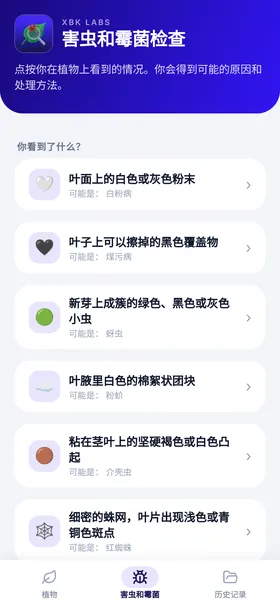 XBK LABS
害虫和霉菌检查
点按你在植物上看到的情况。你会得到可能的原因和
处理方法。
你看到了什么？
叶面上的白色或灰色粉末
可能是： 白粉病
叶子上可以擦掉的黑色覆盖物
可能是： 煤污病
新芽上成簇的绿色、黑色或灰色
小虫
可能是： 蚜虫
叶腋里白色的棉絮状团块
可能是： 粉蚧
粘在茎叶上的坚硬褐色或白色凸
起
可能是： 介壳虫
细密的蛛网，叶片出现浅色或青
铜色斑点
可能是： 红蜘蛛
植物
害虫和霉菌
历史记录